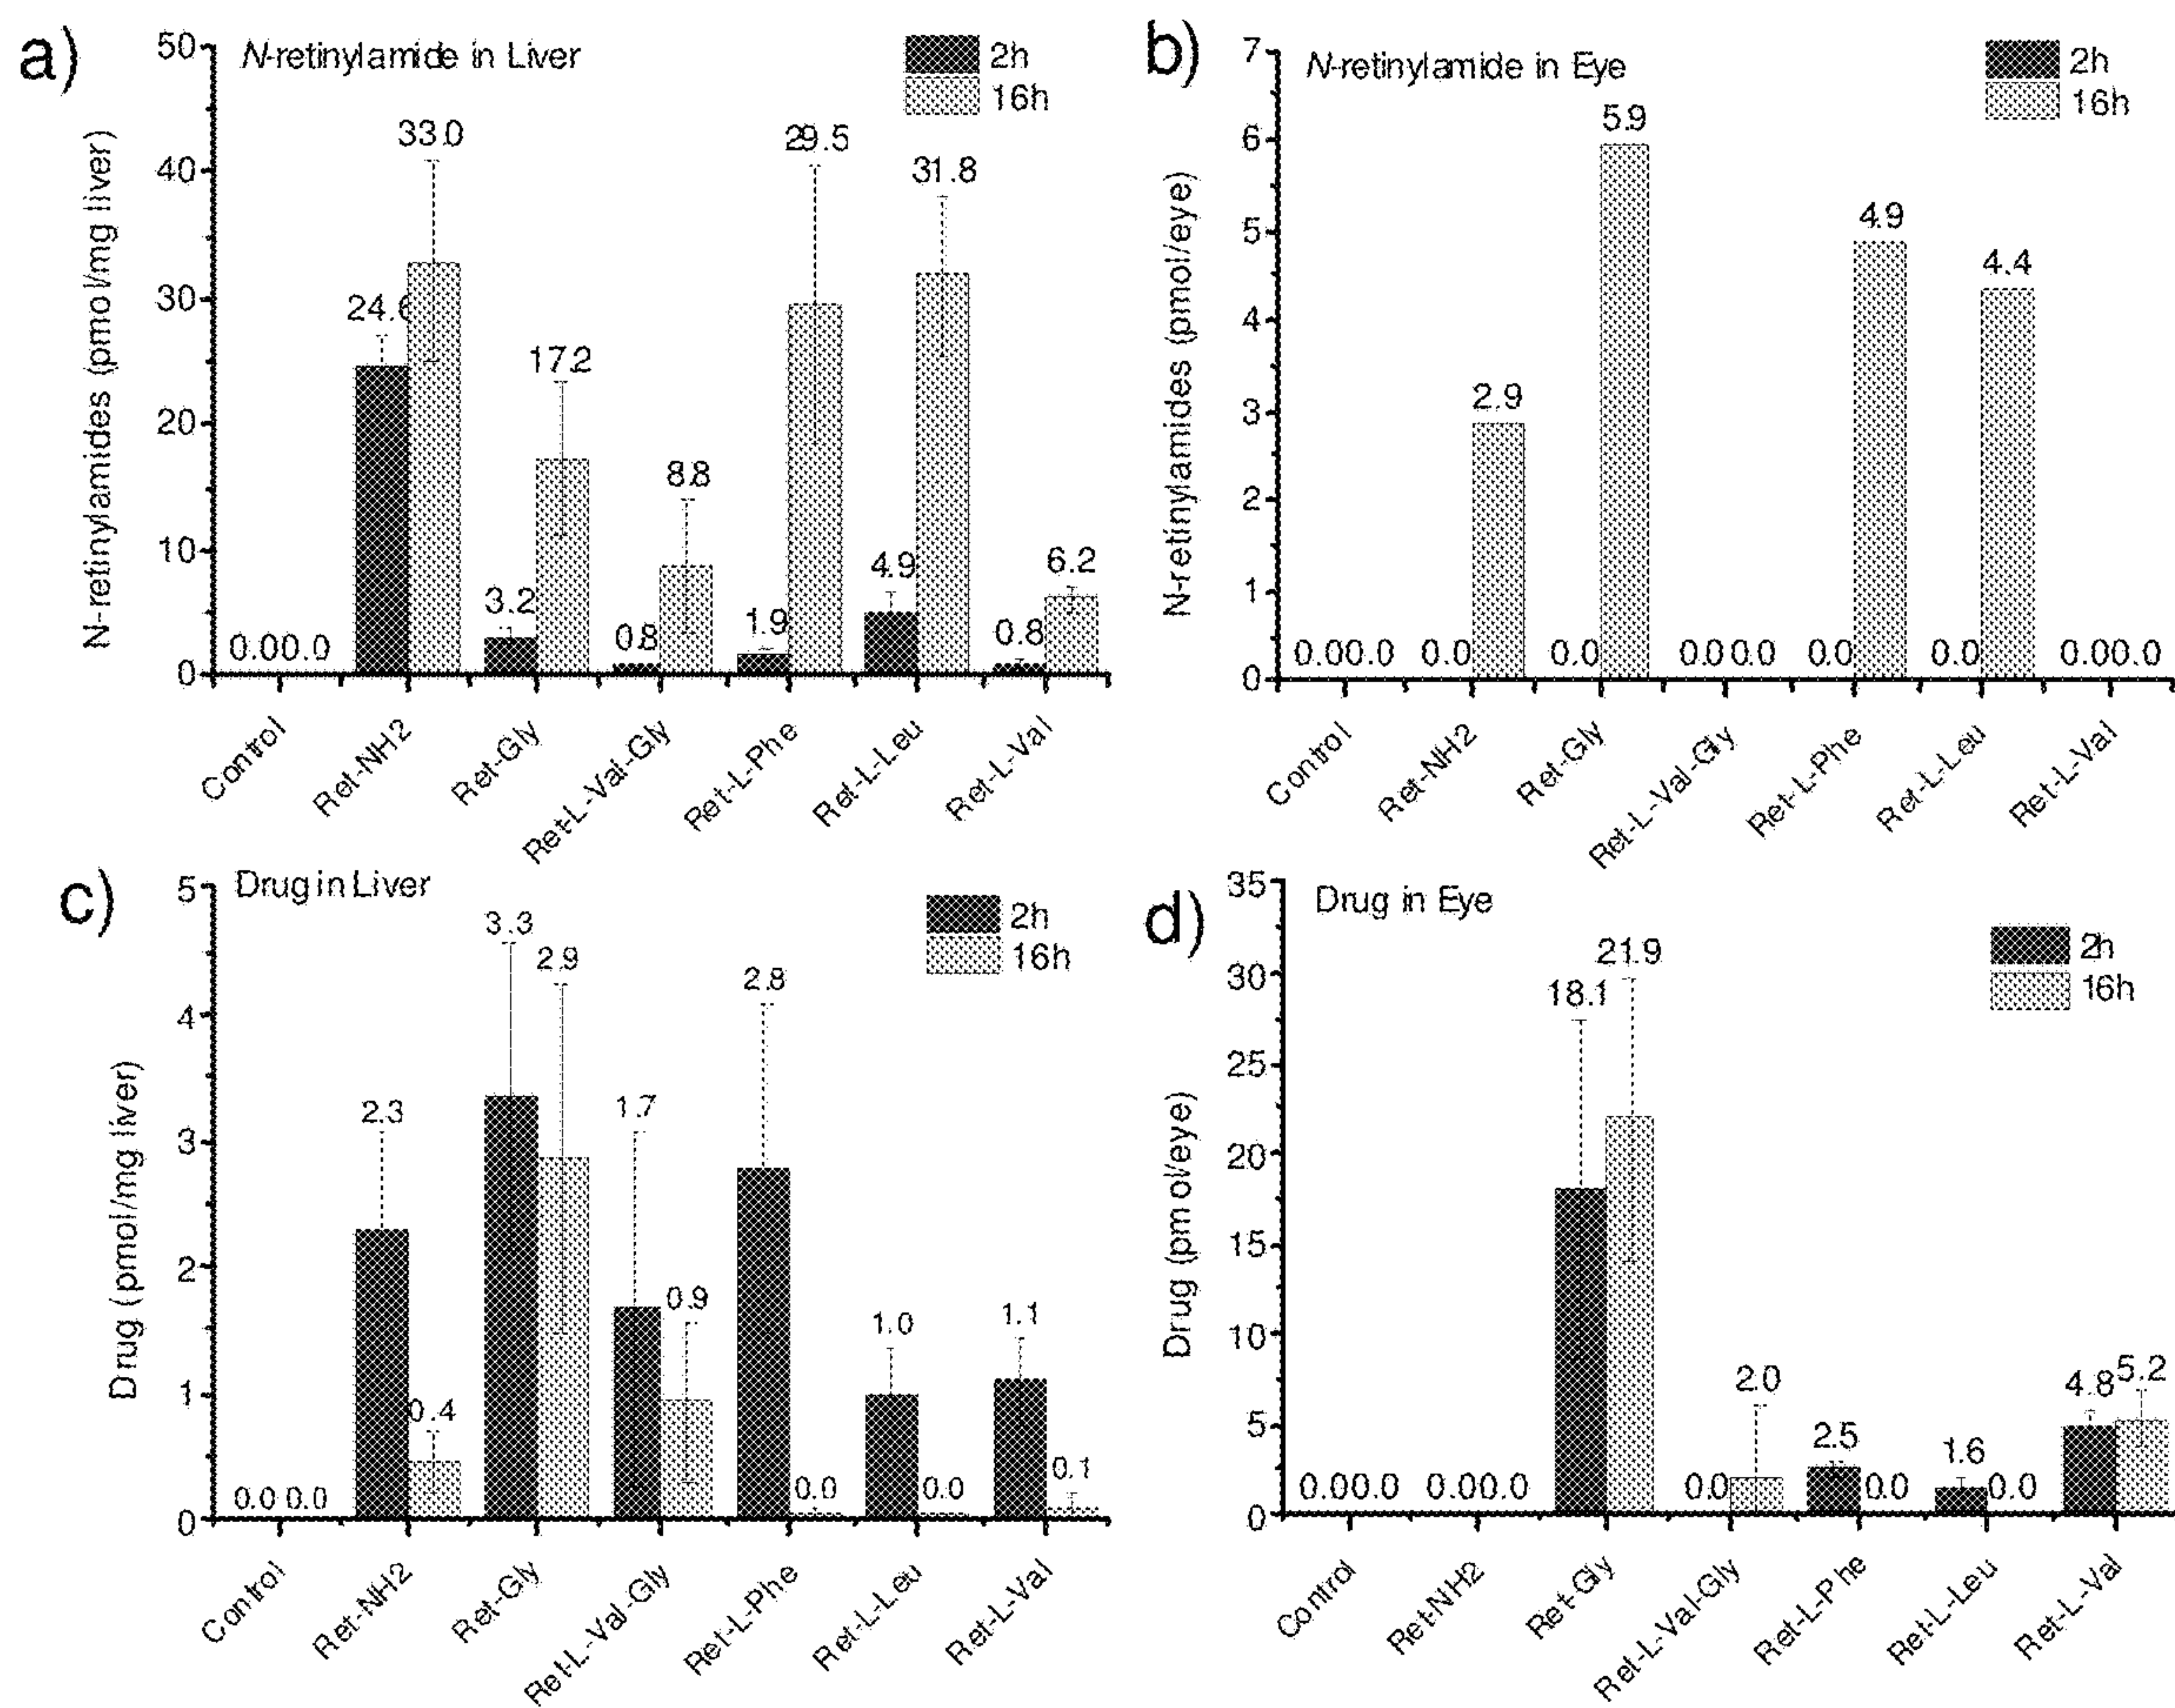 a)
N-retinylamide in Liver
2h
16h
N-retinylamides (pmol/mg liver)
50
40
30
20
10
0
0.0 0.0
24.6
33.0
3.2
17.2
0.8
8.8
1.9
29.5
4.9
31.8
0.8
6.2
Control
Ret-NH2
Ret-Gly
Ret-L-Val-Gly
Ret-L-Phe
Ret-L-Leu
Ret-L-Val
b)
N-retinylamide in Eye
2h
16h
N-retinylamides (pmol/eye)
7
6
5
4
3
2
1
0
0.0 0.0
0.0
2.9
0.0
5.9
0.0 0.0
0.0
4.9
0.0
4.4
0.0 0.0
Control
Ret-NH2
Ret-Gly
Ret-L-Val-Gly
Ret-L-Phe
Ret-L-Leu
Ret-L-Val
c)
Drug in Liver
2h
16h
Drug (pmol/mg liver)
5
4
3
2
1
0
0.0 0.0
2.3
0.4
3.3
2.9
1.7
0.9
2.8
0.0
1.0
0.0
1.1
0.1
Control
Ret-NH2
Ret-Gly
Ret-L-Val-Gly
Ret-L-Phe
Ret-L-Leu
Ret-L-Val
d)
Drug in Eye
2h
16h
Drug (pmol/eye)
35
30
25
20
15
10
5
0
0.0 0.0
0.0 0.0
18.1
21.9
0.0
2.0
2.5
0.0
1.6
0.0
4.8
5.2
Control
Ret-NH2
Ret-Gly
Ret-L-Val-Gly
Ret-L-Phe
Ret-L-Leu
Ret-L-Val